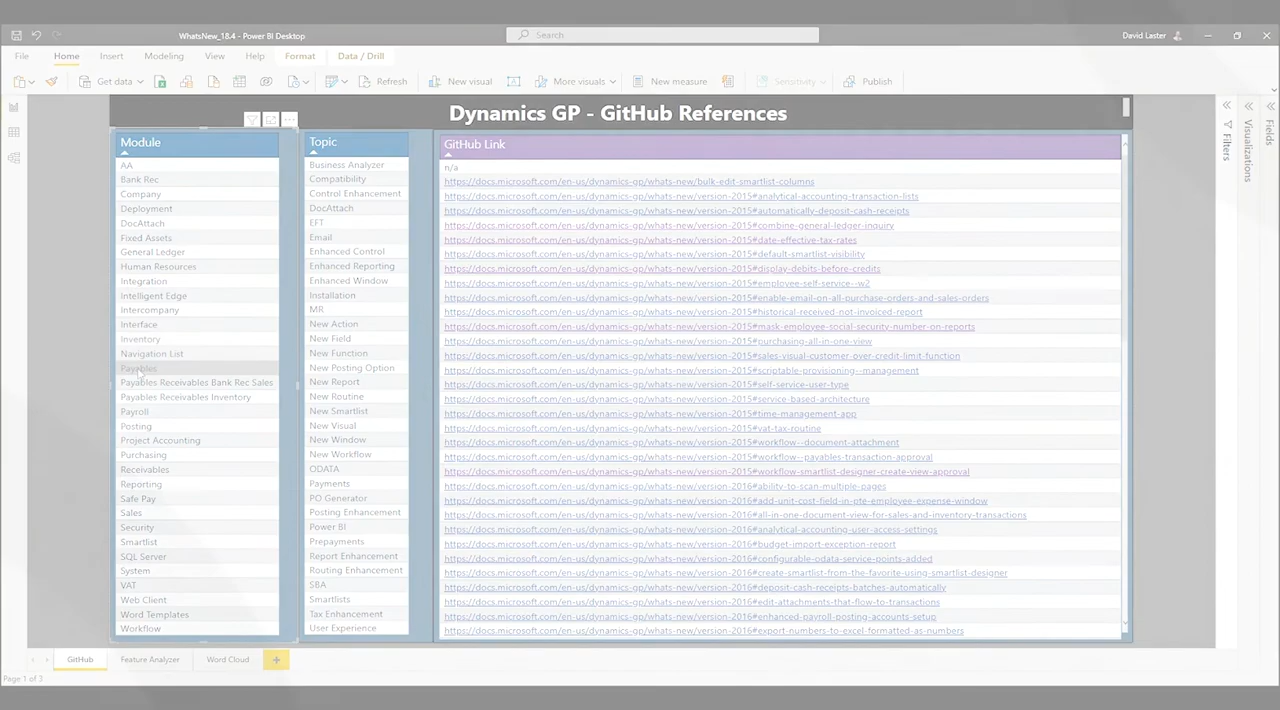 WhatsNew_18.4 - Power BI Desktop
Search
David Laster
File Home Insert Modeling View Help Format Data / Drill
Get data Refresh New visual More visuals New measure Sensitivity Publish
Dynamics GP - GitHub References
Module
AA
Bank Rec
Company
Deployment
DocAttach
Fixed Assets
General Ledger
Human Resources
Integration
Intelligent Edge
Intercompany
Interface
Inventory
Navigation List
Payables
Payables Receivables Bank Rec Sales
Payables Receivables Inventory
Payroll
Posting
Project Accounting
Purchasing
Receivables
Reporting
Safe Pay
Sales
Security
Smartlist
SQL Server
System
VAT
Web Client
Word Templates
Workflow
Topic
Business Analyzer
Compatibility
Control Enhancement
DocAttach
EFT
Email
Enhanced Control
Enhanced Reporting
Enhanced Window
Installation
MR
New Action
New Field
New Function
New Posting Option
New Report
New Routine
New Smartlist
New Visual
New Window
New Workflow
ODATA
Payments
PO Generator
Posting Enhancement
Power BI
Prepayments
Report Enhancement
Routing Enhancement
SBA
Smartlists
Tax Enhancement
User Experience
GitHub Link
n/a
https://docs.microsoft.com/en-us/dynamics-gp/whats-new/bulk-edit-smartlist-columns
https://docs.microsoft.com/en-us/dynamics-gp/whats-new/version-2015#analytical-accounting-transaction-lists
https://docs.microsoft.com/en-us/dynamics-gp/whats-new/version-2015#automatically-deposit-cash-receipts
https://docs.microsoft.com/en-us/dynamics-gp/whats-new/version-2015#combine-general-ledger-inquiry
https://docs.microsoft.com/en-us/dynamics-gp/whats-new/version-2015#date-effective-tax-rates
https://docs.microsoft.com/en-us/dynamics-gp/whats-new/version-2015#default-smartlist-visibility
https://docs.microsoft.com/en-us/dynamics-gp/whats-new/version-2015#display-debits-before-credits
https://docs.microsoft.com/en-us/dynamics-gp/whats-new/version-2015#employee-self-service--w2
https://docs.microsoft.com/en-us/dynamics-gp/whats-new/version-2015#enable-email-on-all-purchase-orders-and-sales-orders
https://docs.microsoft.com/en-us/dynamics-gp/whats-new/version-2015#historical-received-not-invoiced-report
https://docs.microsoft.com/en-us/dynamics-gp/whats-new/version-2015#mask-employee-social-security-number-on-reports
https://docs.microsoft.com/en-us/dynamics-gp/whats-new/version-2015#purchasing-all-in-one-view
https://docs.microsoft.com/en-us/dynamics-gp/whats-new/version-2015#sales-visual-customer-over-credit-limit-function
https://docs.microsoft.com/en-us/dynamics-gp/whats-new/version-2015#scriptable-provisioning--management
https://docs.microsoft.com/en-us/dynamics-gp/whats-new/version-2015#self-service-user-type
https://docs.microsoft.com/en-us/dynamics-gp/whats-new/version-2015#service-based-architecture
https://docs.microsoft.com/en-us/dynamics-gp/whats-new/version-2015#time-management-app
https://docs.microsoft.com/en-us/dynamics-gp/whats-new/version-2015#vat-tax-routine
https://docs.microsoft.com/en-us/dynamics-gp/whats-new/version-2015#workflow--document-attachment
https://docs.microsoft.com/en-us/dynamics-gp/whats-new/version-2015#workflow--payables-transaction-approval
https://docs.microsoft.com/en-us/dynamics-gp/whats-new/version-2015#workflow-smartlist-designer-create-view-approval
https://docs.microsoft.com/en-us/dynamics-gp/whats-new/version-2016#ability-to-scan-multiple-pages
https://docs.microsoft.com/en-us/dynamics-gp/whats-new/version-2016#add-unit-cost-field-in-pte-employee-expense-window
https://docs.microsoft.com/en-us/dynamics-gp/whats-new/version-2016#all-in-one-document-view-for-sales-and-inventory-transactions
https://docs.microsoft.com/en-us/dynamics-gp/whats-new/version-2016#analytical-accounting-user-access-settings
https://docs.microsoft.com/en-us/dynamics-gp/whats-new/version-2016#budget-import-exception-report
https://docs.microsoft.com/en-us/dynamics-gp/whats-new/version-2016#configurable-odata-service-points-added
https://docs.microsoft.com/en-us/dynamics-gp/whats-new/version-2016#create-smartlist-from-the-favorite-using-smartlist-designer
https://docs.microsoft.com/en-us/dynamics-gp/whats-new/version-2016#deposit-cash-receipts-batches-automatically
https://docs.microsoft.com/en-us/dynamics-gp/whats-new/version-2016#edit-attachments-that-flow-to-transactions
https://docs.microsoft.com/en-us/dynamics-gp/whats-new/version-2016#enhanced-payroll-posting-accounts-setup
https://docs.microsoft.com/en-us/dynamics-gp/whats-new/version-2016#export-numbers-to-excel-formatted-as-numbers
Filters
Visualizations
Fields
GitHub Feature Analyzer Word Cloud
Page 1 of 3